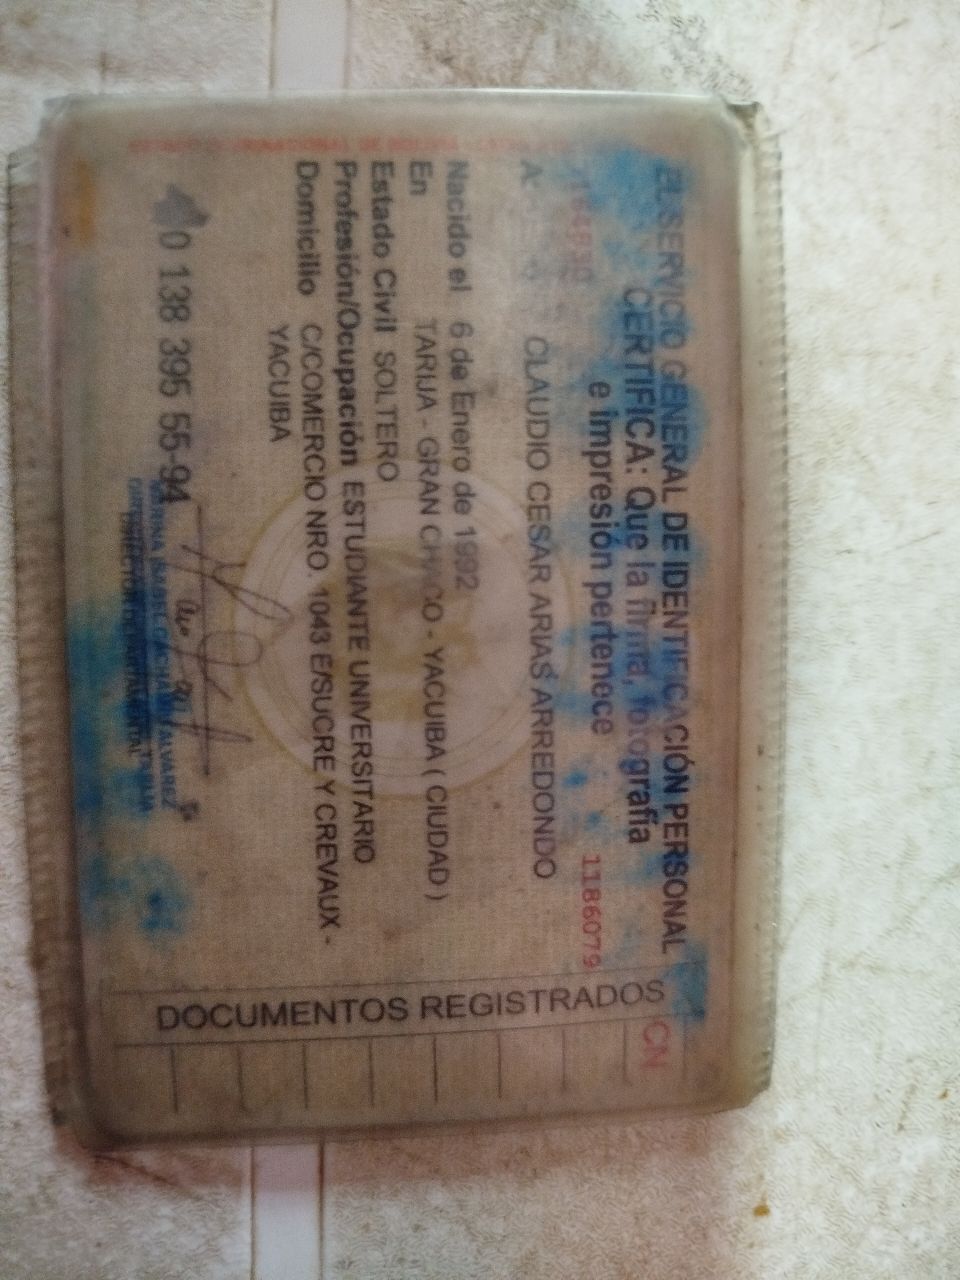 EL SERVICIO GENERAL DE IDENTIFICACIÓN PERSONAL
CERTIFICA: Que la firma, fotografía
e impresión pertenece
1186079
CN
A: CLAUDIO CESAR ARIAS ARREDONDO
Nacido el 6 de Enero de 1992
En TARIJA - GRAN CHACO - YACUIBA ( CIUDAD )
Estado Civil SOLTERO
Profesión/Ocupación ESTUDIANTE UNIVERSITARIO
Domicilio C/COMERCIO NRO. 1043 E/SUCRE Y CREVAUX -
YACUIBA
0 138 395 55-94
ALVAREZ
DOCUMENTOS REGISTRADOS